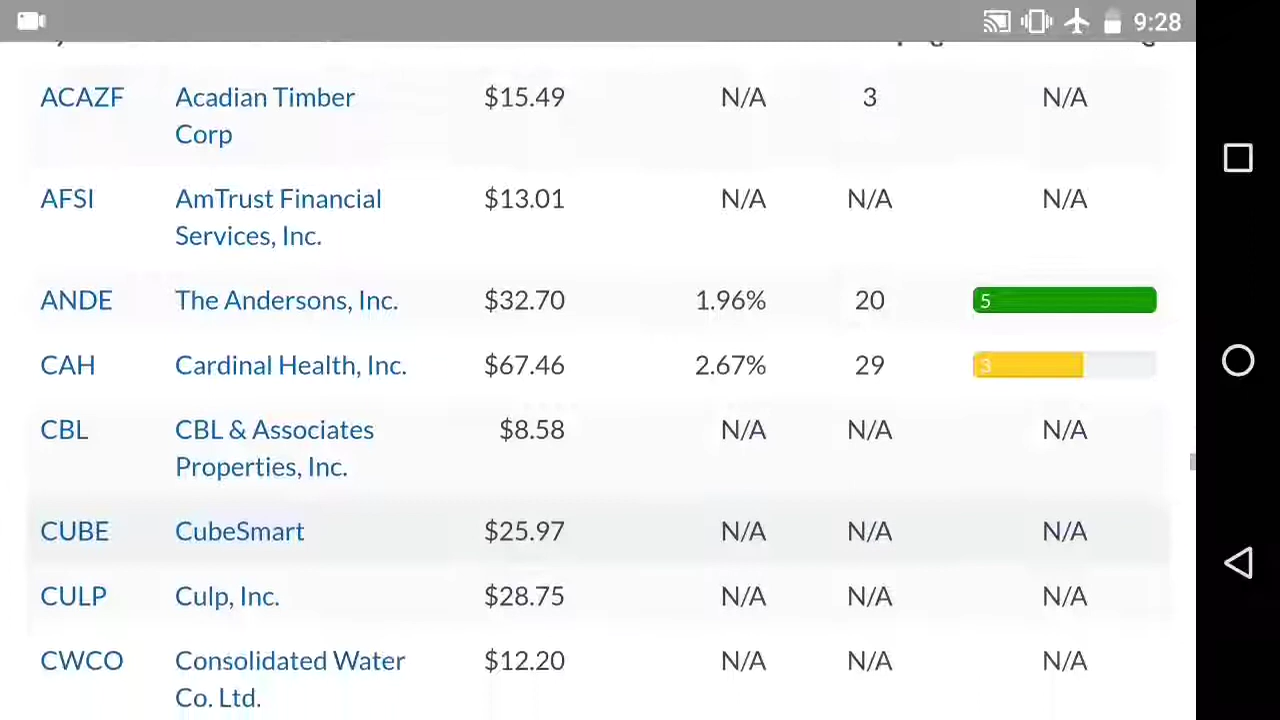 9:28
ACAZF Acadian Timber $15.49 N/A 3 N/A
Corp
AFSI AmTrust Financial $13.01 N/A N/A N/A
Services, Inc.
ANDE The Andersons, Inc. $32.70 1.96% 20 5
CAH Cardinal Health, Inc. $67.46 2.67% 29 3
CBL CBL & Associates $8.58 N/A N/A N/A
Properties, Inc.
CUBE CubeSmart $25.97 N/A N/A N/A
CULP Culp, Inc. $28.75 N/A N/A N/A
CWCO Consolidated Water $12.20 N/A N/A N/A
Co. Ltd.